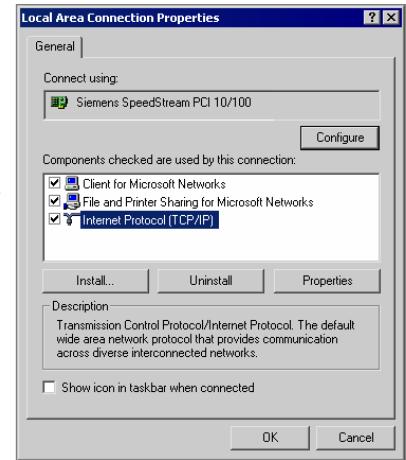 Local Area Connection Properties
General
Connect using:
Siemens SpeedStream PCI 10/100
Configure
Components checked are used by this connection:
Client for Microsoft Networks
File and Printer Sharing for Microsoft Networks
Internet Protocol (TCP/IP)
Install... Uninstall Properties
Description
Transmission Control Protocol/Internet Protocol. The default
wide area network protocol that provides communication
across diverse interconnected networks.
Show icon in taskbar when connected
OK Cancel